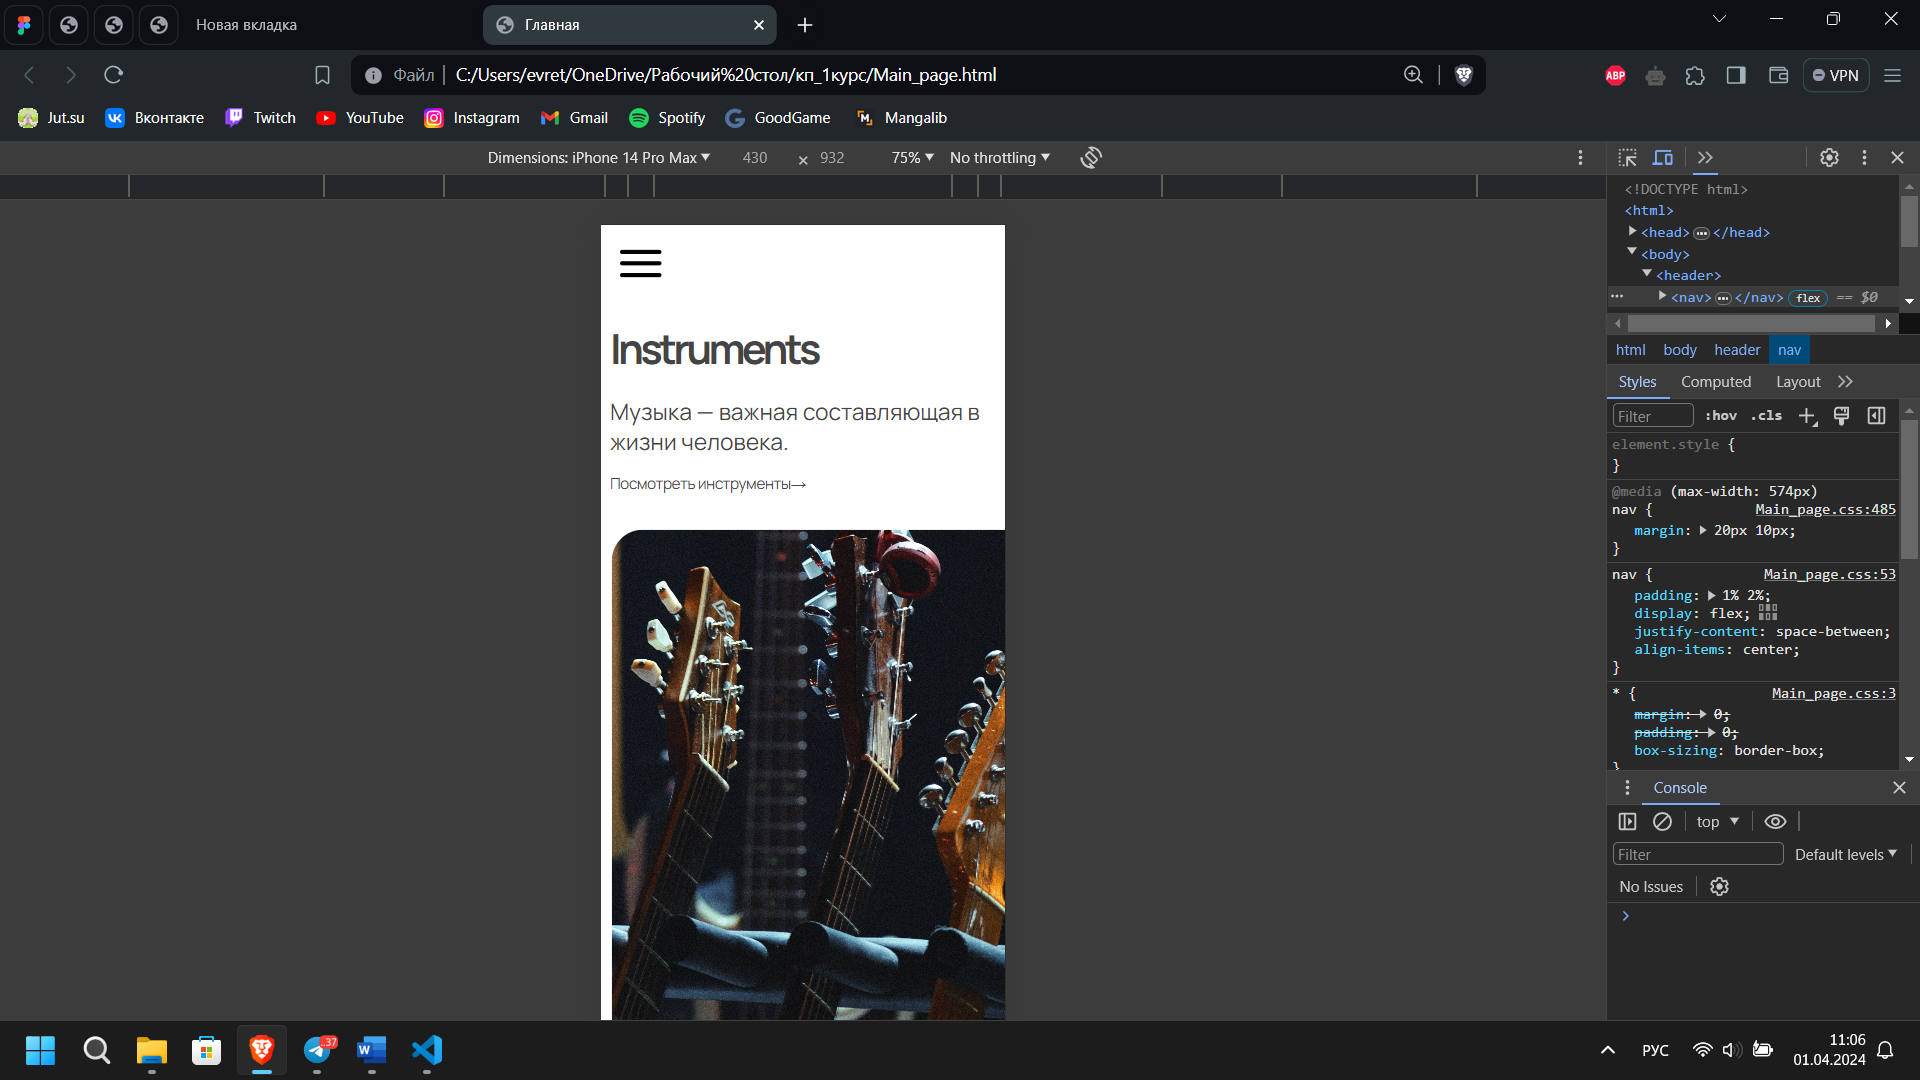 Новая вкладка
Главная
Файл
C:/Users/evret/OneDrive/Рабочий%20стол/кп_1курс/Main_page.html
ABP
VPN
Jut.su
Вконтакте
Twitch
YouTube
Instagram
Gmail
Spotify
GoodGame
Mangalib
Dimensions: iPhone 14 Pro Max
430
×
932
75%
No throttling
Instruments
Музыка — важная составляющая в
жизни человека.
Посмотреть инструменты→
<!DOCTYPE html>
<html>
<head> ••• </head>
<body>
<header>
••• <nav> ••• </nav> flex == $0
html body header nav
Styles Computed Layout
Filter :hov .cls
element.style {
}
@media (max-width: 574px)
nav { Main_page.css:485
margin: 20px 10px;
}
nav { Main_page.css:53
padding: 1% 2%;
display: flex;
justify-content: space-between;
align-items: center;
}
* { Main_page.css:3
margin: 0;
padding: 0;
box-sizing: border-box;
}
Console
top
Filter
Default levels
No Issues
37
W
РУС
11:06
01.04.2024